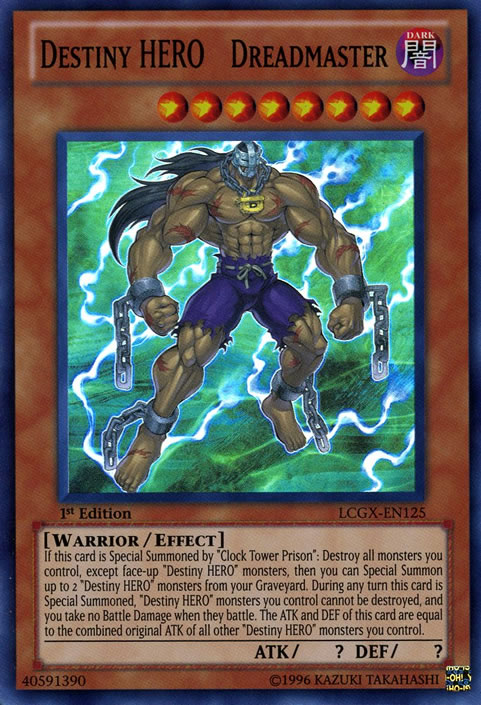 DESTINY HERO DREADMASTER
DARK
闇
D
1st Edition
LCGX-EN125
[WARRIOR / EFFECT]
If this card is Special Summoned by "Clock Tower Prison": Destroy all monsters you
control, except face-up "Destiny HERO" monsters, then you can Special Summon
up to 2 "Destiny HERO" monsters from your Graveyard. During any turn this card is
Special Summoned, "Destiny HERO" monsters you control cannot be destroyed, and
you take no Battle Damage when they battle. The ATK and DEF of this card are equal
to the combined original ATK of all other "Destiny HERO" monsters you control.
ATK/ ? DEF/ ?
40591390
©1996 KAZUKI TAKAHASHI